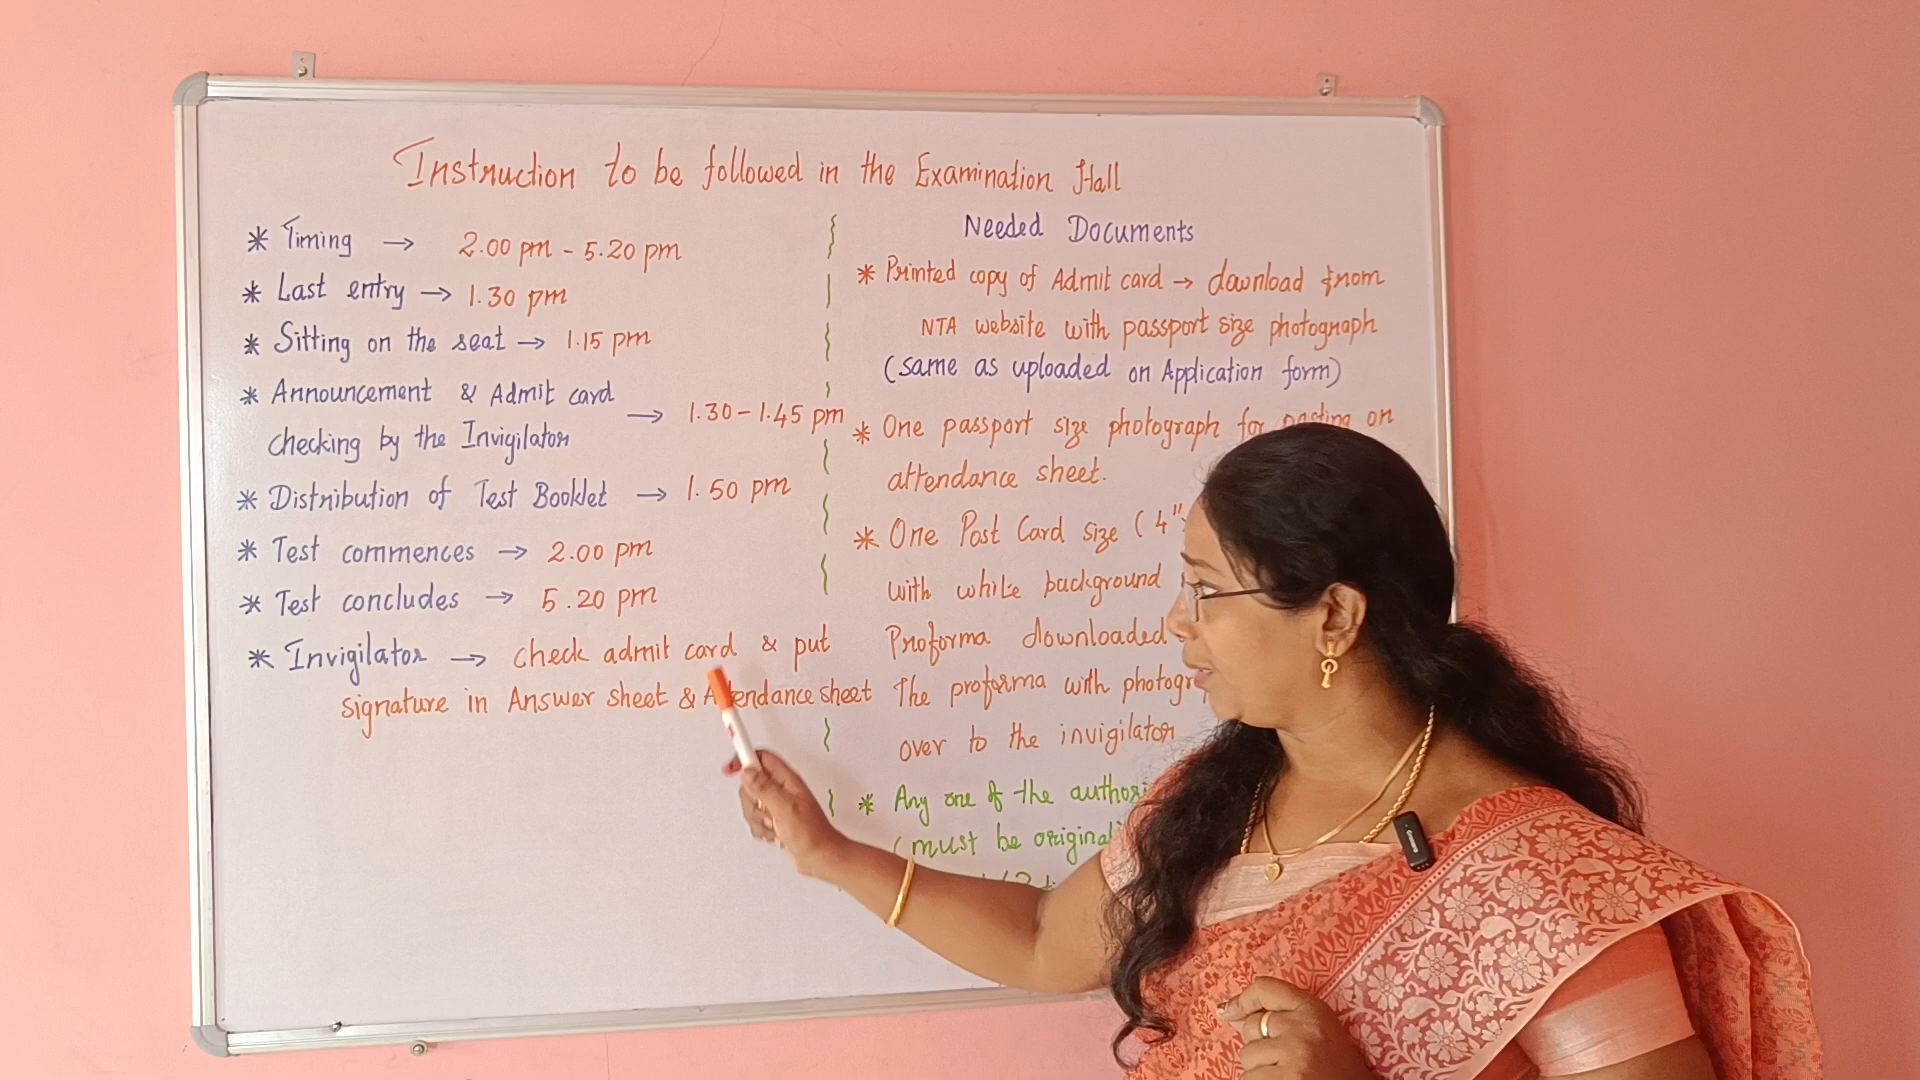 Instruction to be followed in the Examination Hall
* Timing → 2.00 pm - 5.20 pm
* Last entry → 1.30 pm
* Sitting on the seat → 1.15 pm
* Announcement & Admit card
checking by the Invigilator → 1.30 - 1.45 pm
* Distribution of Test Booklet → 1.50 pm
* Test commences → 2.00 pm
* Test concludes → 5.20 pm
* Invigilator → check admit card & put
signature in Answer sheet & Attendance sheet
Needed Documents
* Printed copy of Admit card → download from
NTA website with passport size photograph
(same as uploaded on Application form)
* One passport size photograph for pasting on
attendance sheet.
* One Post Card size (4"
with white background
Proforma downloaded
The proforma with
over to the invigilator
* Any one of the
(must be original